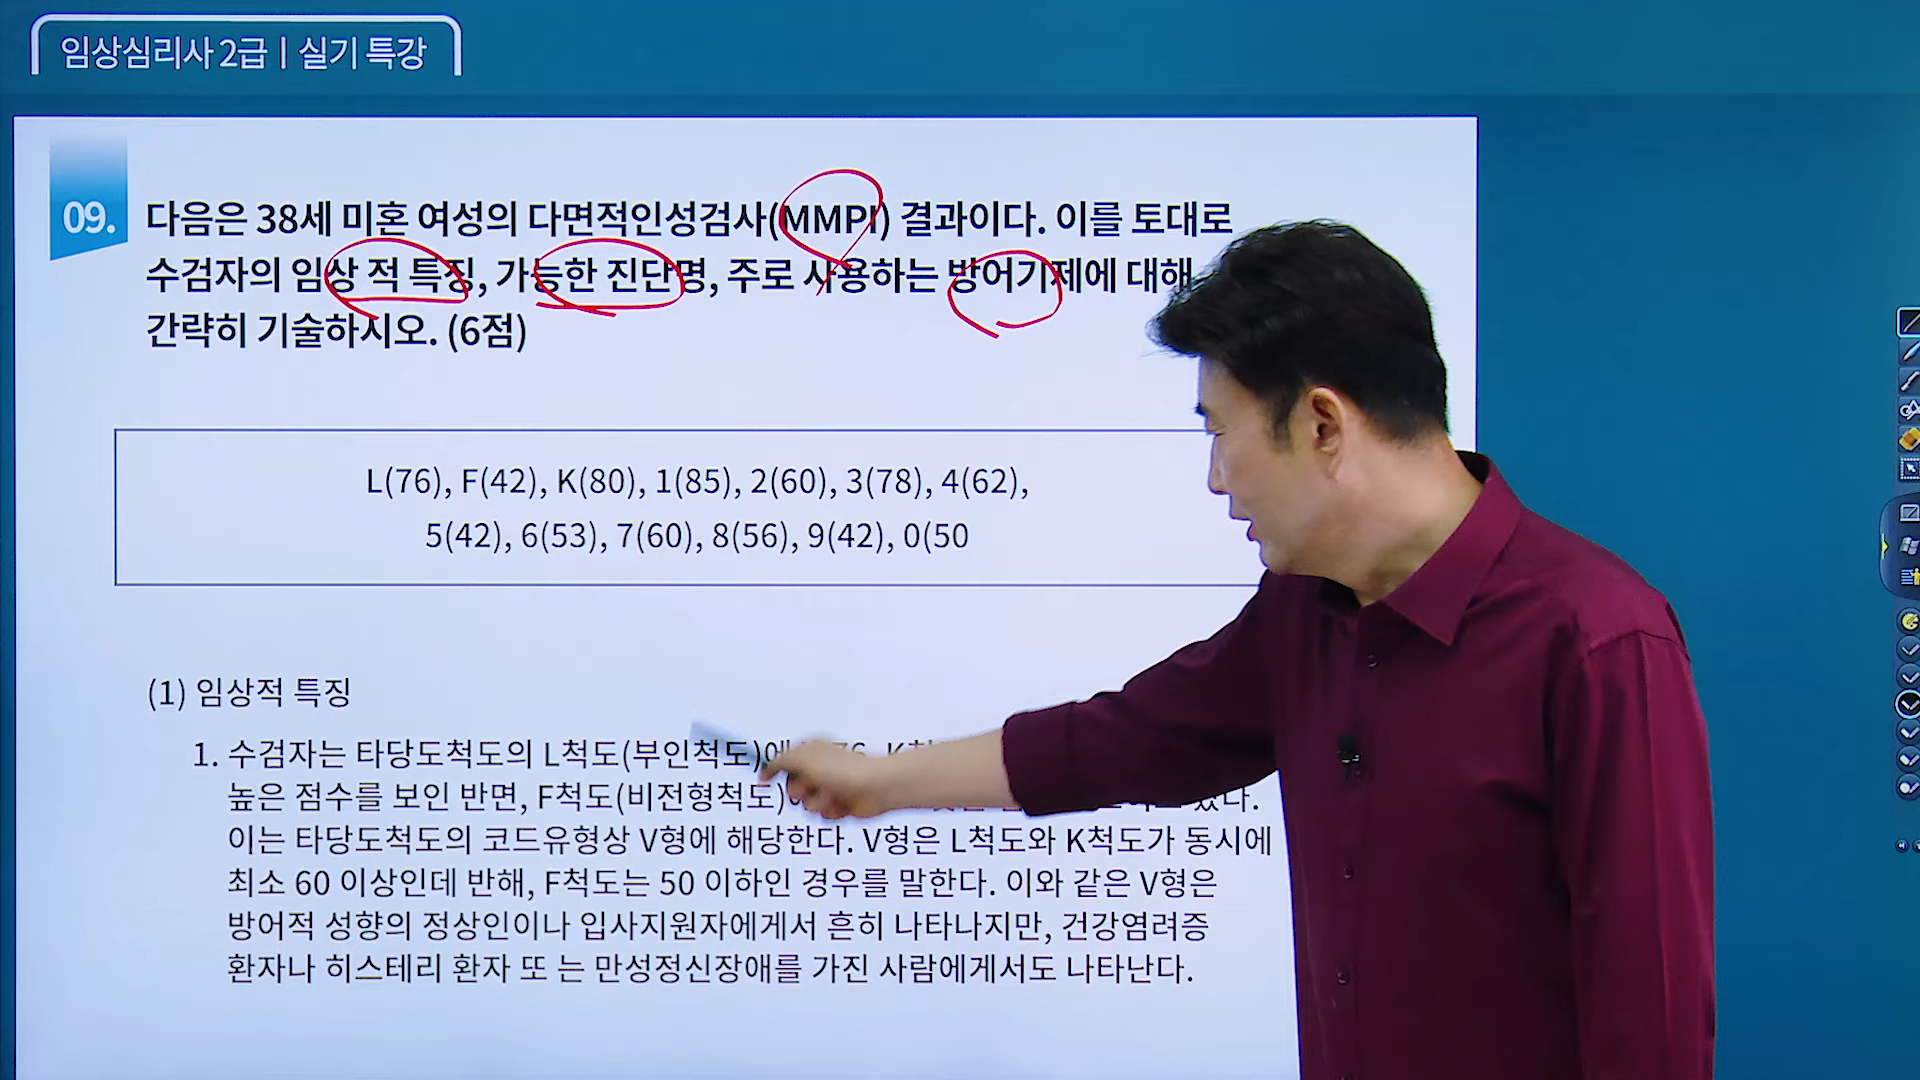 임상심리사 2급 | 실기 특강
09.
다음은 38세 미혼 여성의 다면적인성검사(MMPI) 결과이다. 이를 토대로
수검자의 임상 적 특징, 가능한 진단명, 주로 사용하는 방어기제에 대해
간략히 기술하시오. (6점)
L(76), F(42), K(80), 1(85), 2(60), 3(78), 4(62),
5(42), 6(53), 7(60), 8(56), 9(42), 0(50
(1) 임상적 특징
1. 수검자는 타당도척도의 L척도(부인척도)에
높은 점수를 보인 반면, F척도(비전형척도)에 있다.
이는 타당도척도의 코드유형상 V형에 해당한다. V형은 L척도와 K척도가 동시에
최소 60 이상인데 반해, F척도는 50 이하인 경우를 말한다. 이와 같은 V형은
방어적 성향의 정상인이나 입사지원자에게서 흔히 나타나지만, 건강염려증
환자나 히스테리 환자 또 는 만성정신장애를 가진 사람에게서도 나타난다.